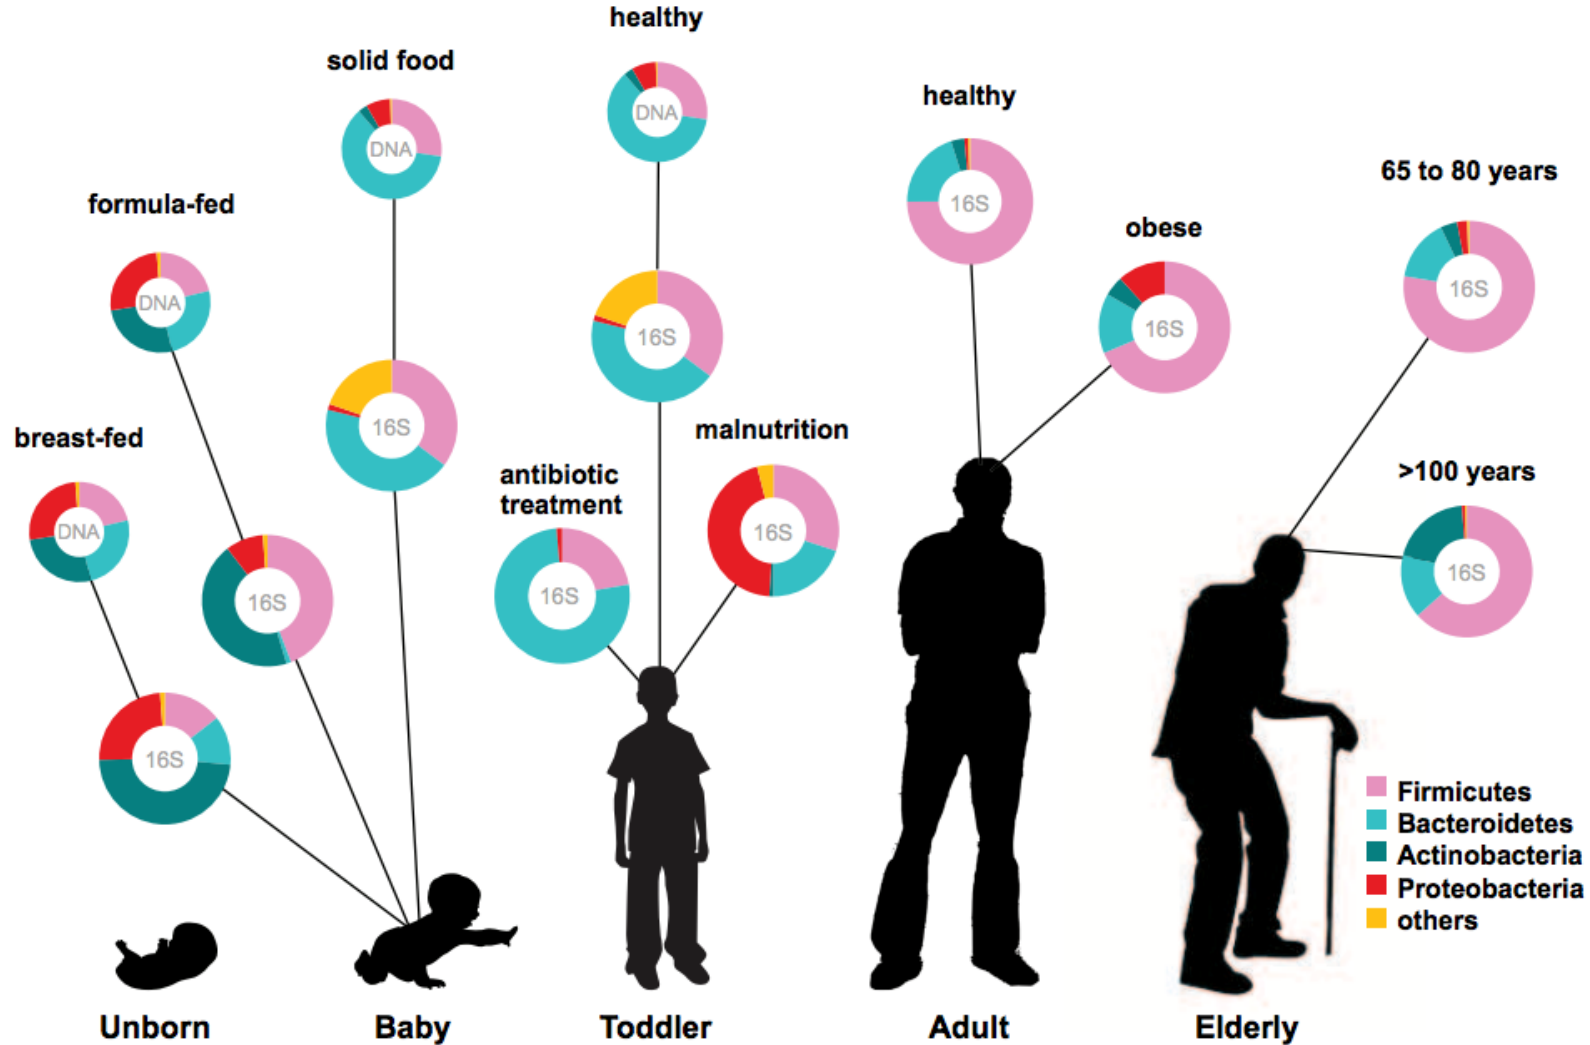 healthy
solid food
DNA
healthy
DNA
65 to 80 years
formula-fed
16S
obese
DNA
16S
16S
breast-fed
16S
16S
malnutrition
antibiotic
treatment
>100 years
DNA
16S
16S
16S
16S
16S
Firmicutes
Bacteroidetes
Actinobacteria
Proteobacteria
others
Unborn
Baby
Toddler
Adult
Elderly